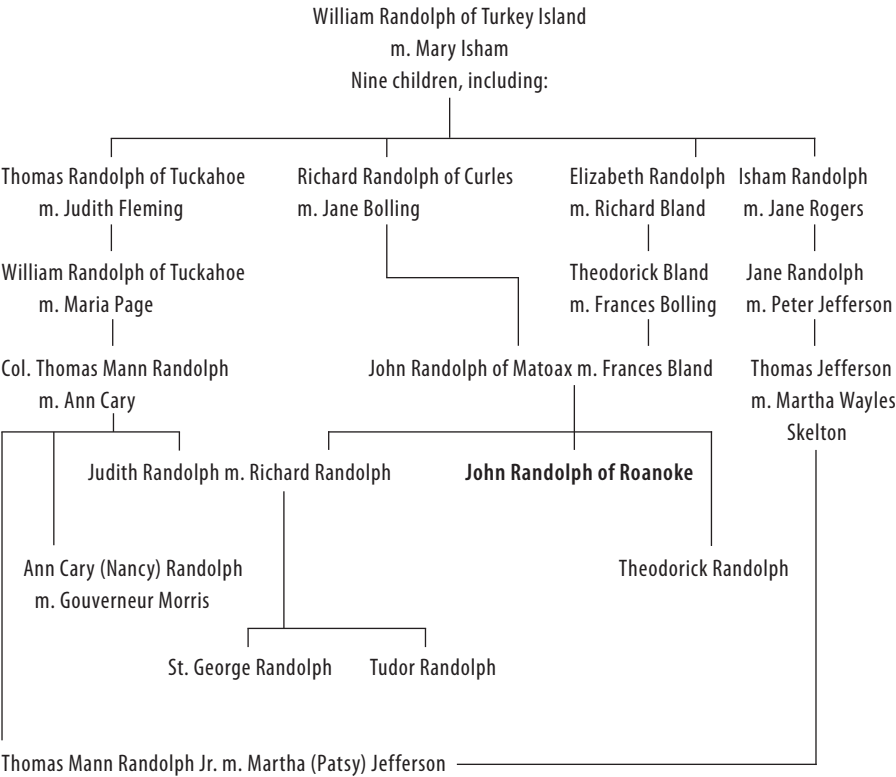 William Randolph of Turkey Island
m. Mary Isham
Nine children, including:
Thomas Randolph of Tuckahoe
m. Judith Fleming
Richard Randolph of Curles
m. Jane Bolling
Elizabeth Randolph
m. Richard Bland
Isham Randolph
m. Jane Rogers
William Randolph of Tuckahoe
m. Maria Page
Theodorick Bland
m. Frances Bolling
Jane Randolph
m. Peter Jefferson
Col. Thomas Mann Randolph
m. Ann Cary
John Randolph of Matoax m. Frances Bland
Thomas Jefferson
m. Martha Wayles
Skelton
Judith Randolph m. Richard Randolph
John Randolph of Roanoke
Ann Cary (Nancy) Randolph
m. Gouverneur Morris
Theodorick Randolph
St. George Randolph
Tudor Randolph
Thomas Mann Randolph Jr. m. Martha (Patsy) Jefferson